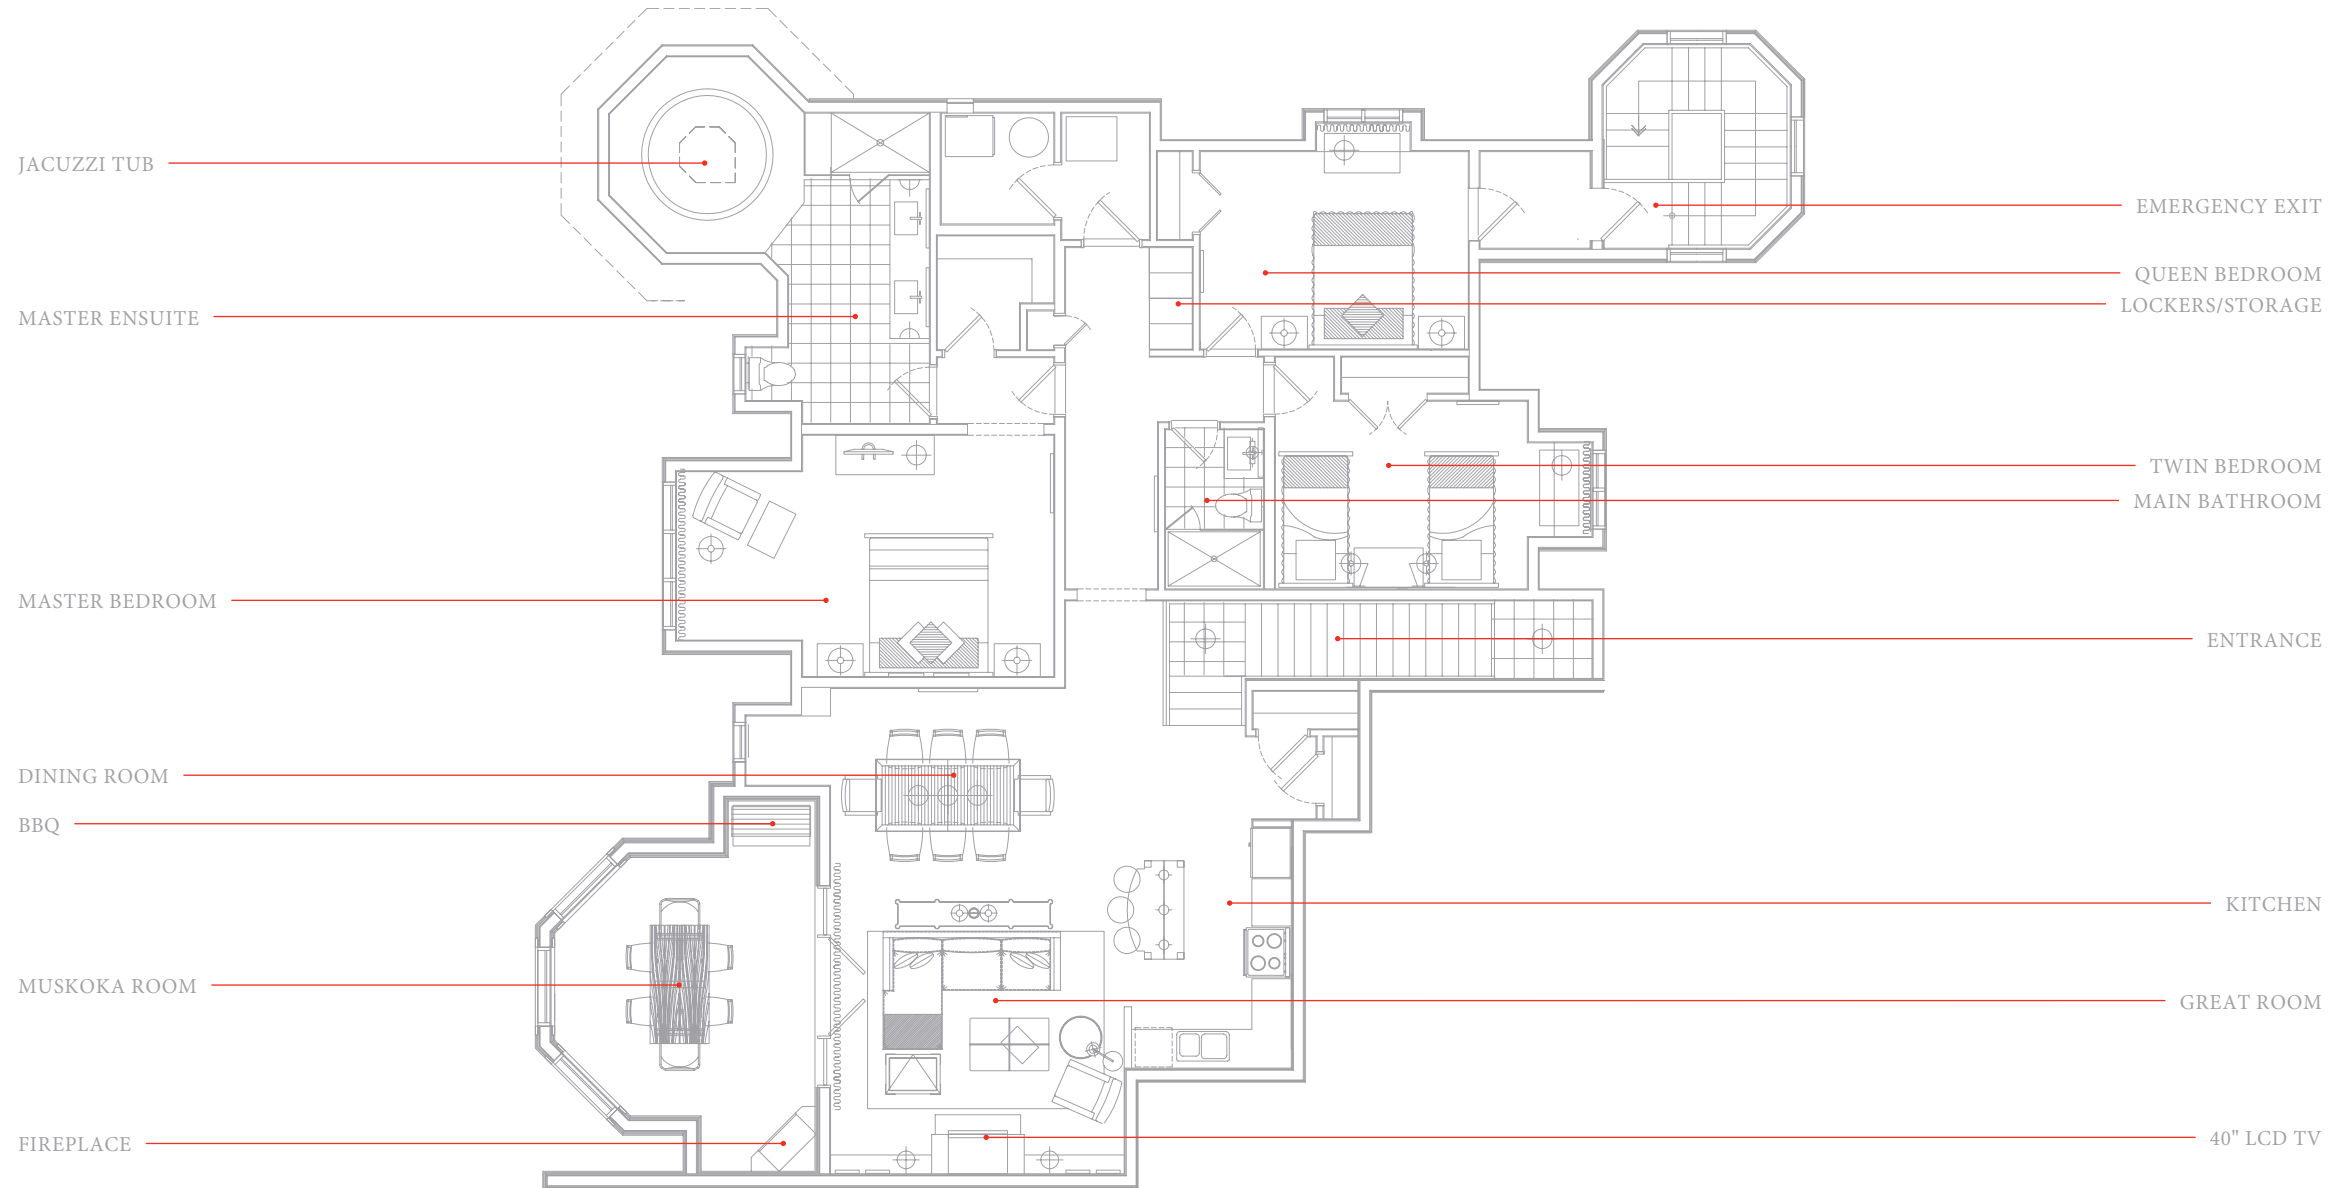 JACUZZI TUB
MASTER ENSUITE
MASTER BEDROOM
DINING ROOM
BBQ
MUSKOKA ROOM
FIREPLACE
EMERGENCY EXIT
QUEEN BEDROOM
LOCKERS/STORAGE
TWIN BEDROOM
MAIN BATHROOM
ENTRANCE
KITCHEN
GREAT ROOM
40" LCD TV